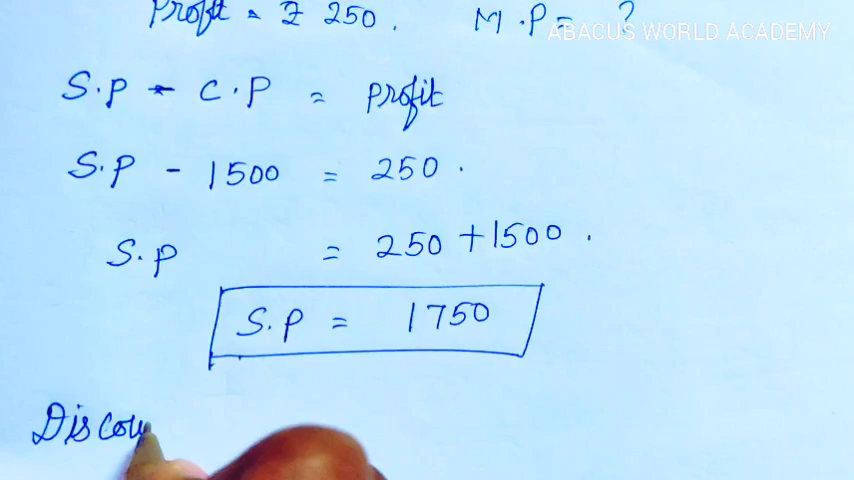 Profit = ₹ 250. M.P = ?
ABACUS WORLD ACADEMY
S.P - C.P = Profit
S.P - 1500 = 250.
S.P = 250 + 1500.
S.P = 1750
Discou